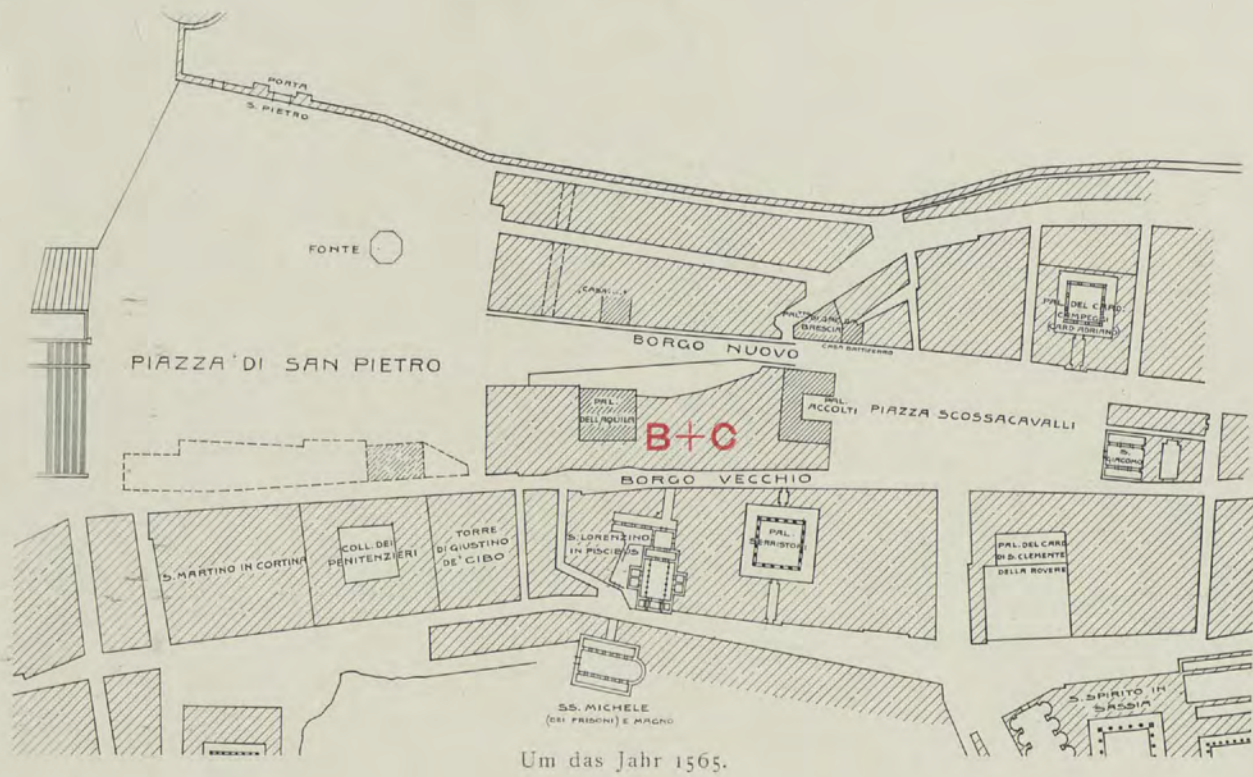 PORTA
S. PIETRO
FONTE
PIAZZA DI SAN PIETRO
CASA
BORGO NUOVO
BRESCIA
CASA BATTIFERRO
PAL. DEL CARD.
CAMPEGGI
(CARD. ADRIANO)
PAL.
DELL'AQUILA
B+C
PAL.
ACCOLTI
PIAZZA SCOSSACAVALLI
S.
GIACOMO
BORGO VECCHIO
S. MARTINO IN CORTINA
COLL. DEI
PENITENZIERI
TORRE
DI GIUSTINO
DE' CIBO
S. LORENZINO
IN PISCIBUS
PAL.
SERRISTORI
PAL. DEL CARD.
DI S. CLEMENTE
DELLA ROVERE
S. SPIRITO IN
SASSIA
SS. MICHELE
(DEI FRISONI) E MAGNO
Um das Jahr 1565.